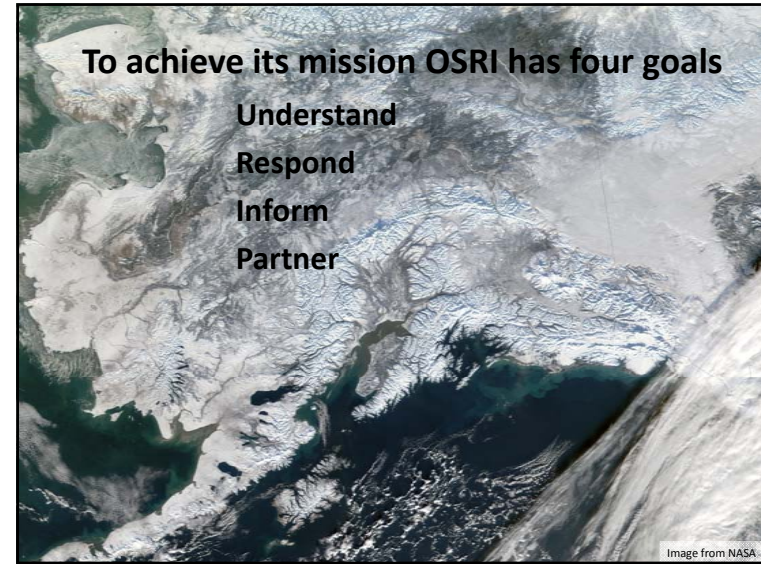 To achieve its mission OSRI has four goals
Understand
Respond
Inform
Partner
Image from NASA